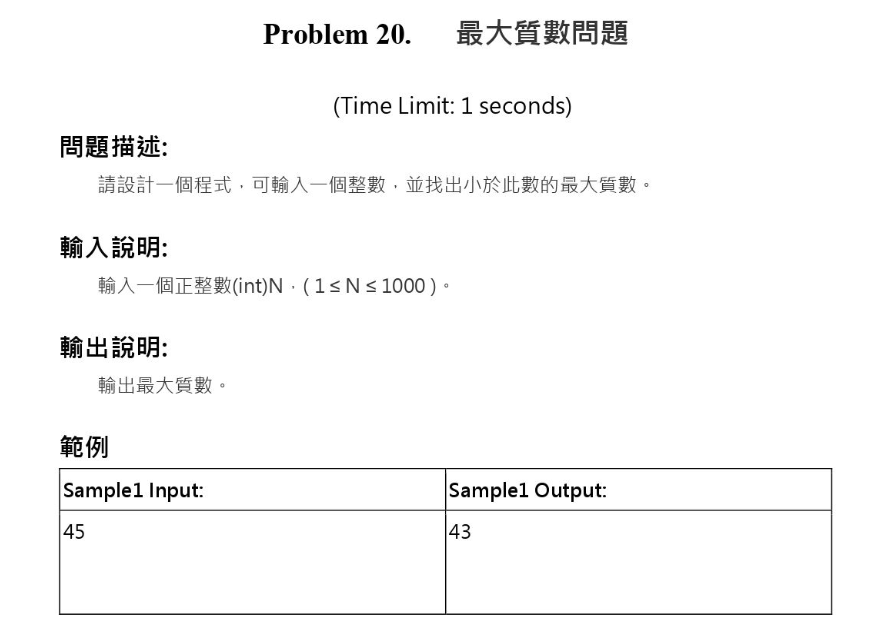 Problem 20. 最大質數問題
(Time Limit: 1 seconds)
問題描述:
請設計一個程式，可輸入一個整數，並找出小於此數的最大質數。
輸入說明:
輸入一個正整數(int)N，( 1 ≤ N ≤ 1000 )。
輸出說明:
輸出最大質數。
範例
Sample1 Input: Sample1 Output:
45 43